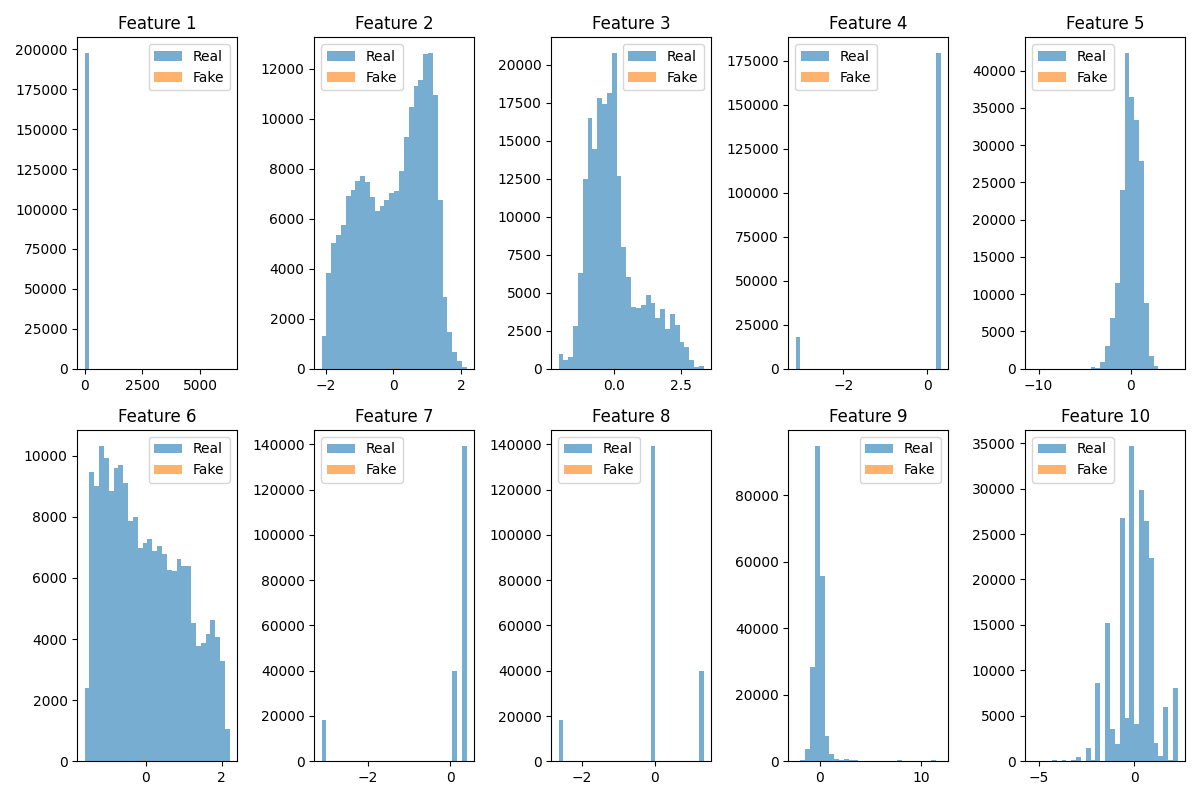 Feature 1
200000
175000
150000
125000
100000
75000
50000
25000
0
0 2500 5000
Real
Fake
Feature 2
12000
10000
8000
6000
4000
2000
0
−2 0 2
Real
Fake
Feature 3
20000
17500
15000
12500
10000
7500
5000
2500
0
0.0 2.5
Real
Fake
Feature 4
175000
150000
125000
100000
75000
50000
25000
0
−2 0
Real
Fake
Feature 5
40000
35000
30000
25000
20000
15000
10000
5000
0
−10 0
Real
Fake
Feature 6
10000
8000
6000
4000
2000
0
0 2
Real
Fake
Feature 7
140000
120000
100000
80000
60000
40000
20000
0
−2 0
Real
Fake
Feature 8
140000
120000
100000
80000
60000
40000
20000
0
−2 0
Real
Fake
Feature 9
80000
60000
40000
20000
0
0 10
Real
Fake
Feature 10
35000
30000
25000
20000
15000
10000
5000
0
−5 0
Real
Fake